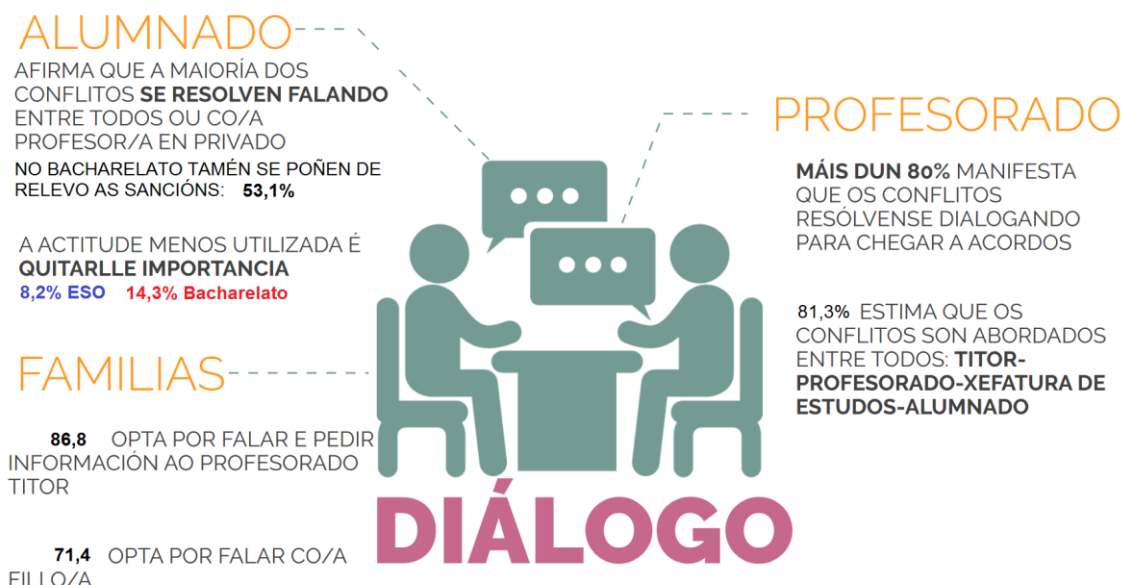 ALUMNADO
AFIRMA QUE A MAIORÍA DOS
CONFLITOS SE RESOLVEN FALANDO
ENTRE TODOS OU CO/A
PROFESOR/A EN PRIVADO
NO BACHARELATO TAMÉN SE POÑEN DE
RELEVO AS SANCIÓNS: 53,1%
A ACTITUDE MENOS UTILIZADA É
QUITARLLE IMPORTANCIA
8,2% ESO 14,3% Bacharelato
FAMILIAS
86,8 OPTA POR FALAR E PEDIR
INFORMACIÓN AO PROFESORADO
TITOR
71,4 OPTA POR FALAR CO/A
FILLO/A
PROFESORADO
MÁIS DUN 80% MANIFESTA
QUE OS CONFLITOS
RESÓLVENSE DIALOGANDO
PARA CHEGAR A ACORDOS
81,3% ESTIMA QUE OS
CONFLITOS SON ABORDADOS
ENTRE TODOS: TITOR-
PROFESORADO-XEFATURA DE
ESTUDOS-ALUMNADO
DIÁLOGO